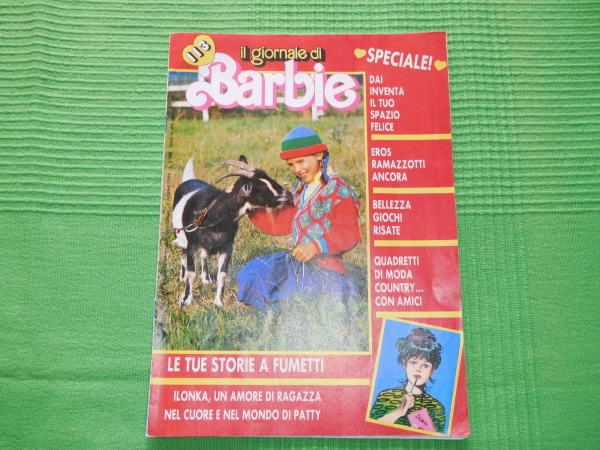 113
il giornale di
Barbie
SPECIALE!
DAI
INVENTA
IL TUO
SPAZIO
FELICE
EROS
RAMAZZOTTI
ANCORA
BELLEZZA
GIOCHI
RISATE
QUADRETTI
DI MODA
COUNTRY...
CON AMICI
LE TUE STORIE A FUMETTI
ILONKA, UN AMORE DI RAGAZZA
NEL CUORE E NEL MONDO DI PATTY